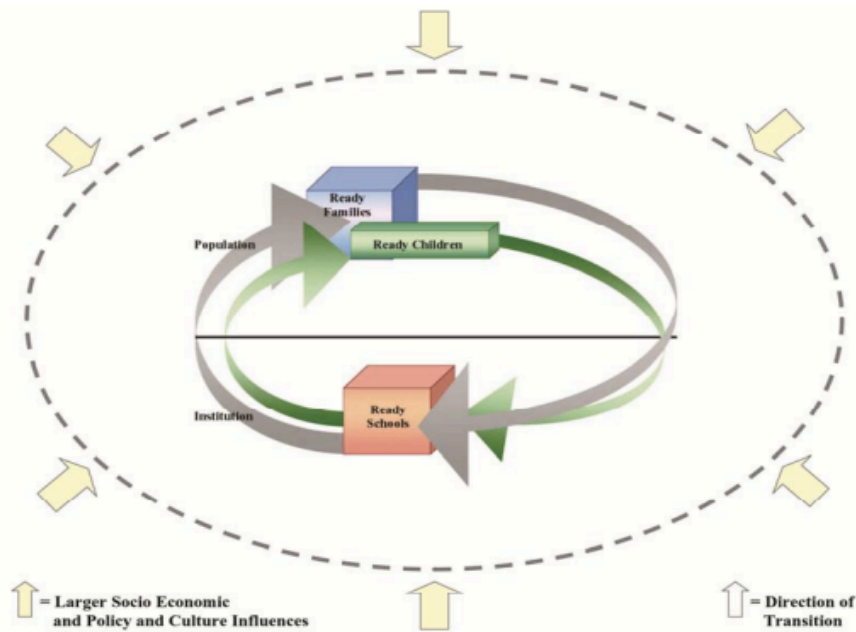 Ready
Families
Population
Ready Children
Institution
Ready
Schools
= Larger Socio Economic
and Policy and Culture Influences
= Direction of
Transition